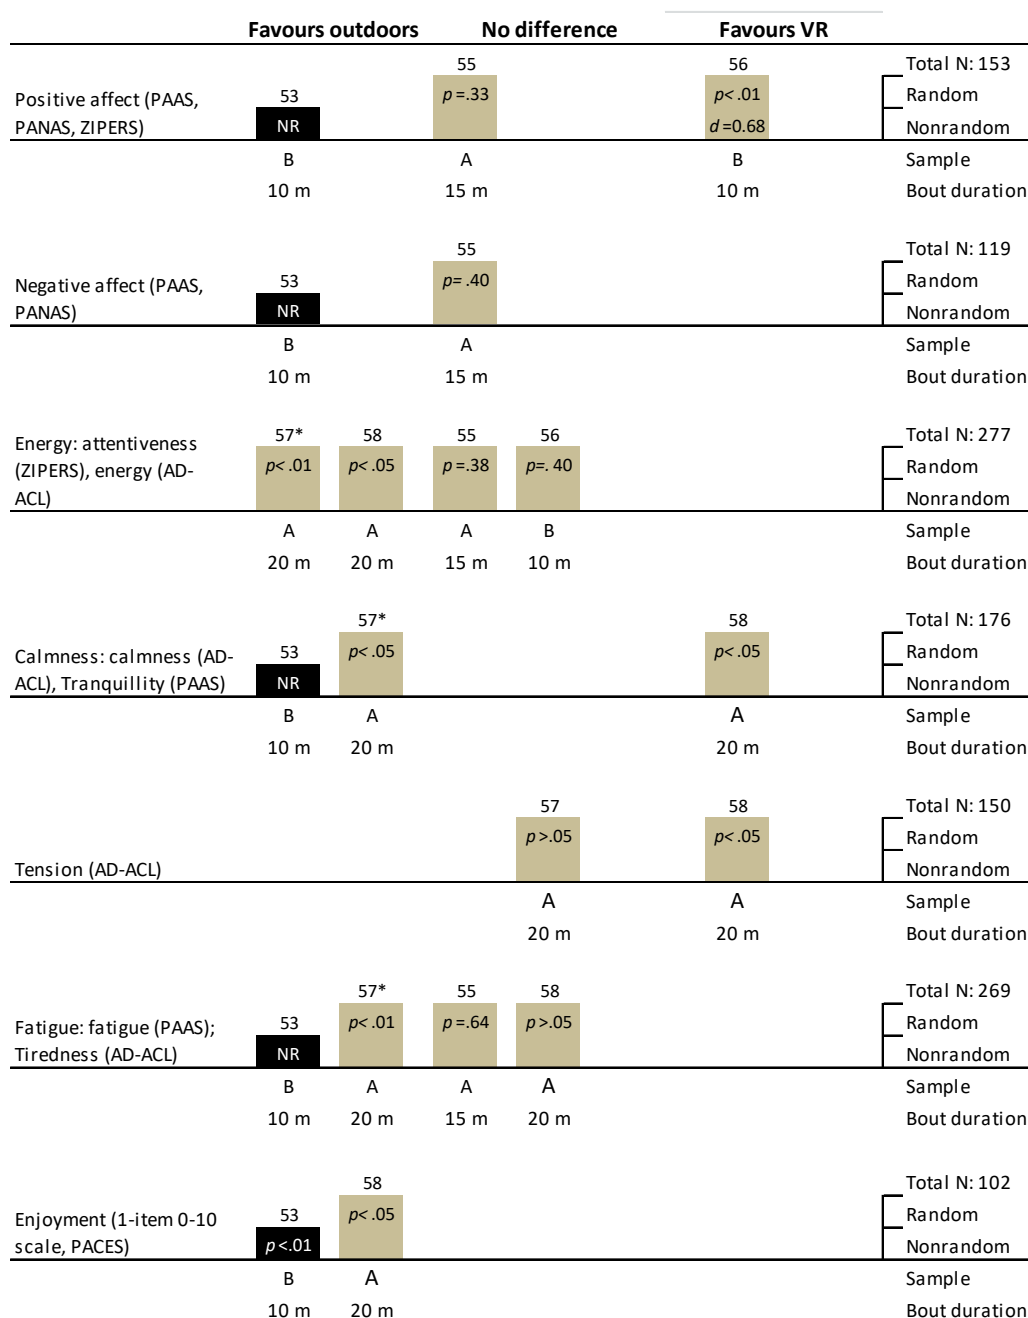 Favours outdoors No difference Favours VR
55 56 Total N: 153
53 p =.33 p< .01 Random
Positive affect (PAAS,
PANAS, ZIPERS) NR d =0.68 Nonrandom
B A B Sample
10 m 15 m 10 m Bout duration
55 Total N: 119
53 p= .40 Random
Negative affect (PAAS,
PANAS) NR Nonrandom
B A Sample
10 m 15 m Bout duration
57* 58 55 56 Total N: 277
Energy: attentiveness
(ZIPERS), energy (AD- p< .01 p< .05 p =.38 p=. 40 Random
ACL) Nonrandom
A A A B Sample
20 m 20 m 15 m 10 m Bout duration
57* 58 Total N: 176
53 p< .05 p< .05 Random
Calmness: calmness (AD-
ACL), Tranquillity (PAAS) NR Nonrandom
B A A Sample
10 m 20 m 20 m Bout duration
57 58 Total N: 150
p >.05 p< .05 Random
Tension (AD-ACL) Nonrandom
A A Sample
20 m 20 m Bout duration
57* 55 58 Total N: 269
Fatigue: fatigue (PAAS); 53 p< .01 p =.64 p >.05 Random
Tiredness (AD-ACL) NR Nonrandom
B A A A Sample
10 m 20 m 15 m 20 m Bout duration
58 Total N: 102
Enjoyment (1-item 0-10 53 p< .05 Random
scale, PACES) p <.01 Nonrandom
B A Sample
10 m 20 m Bout duration